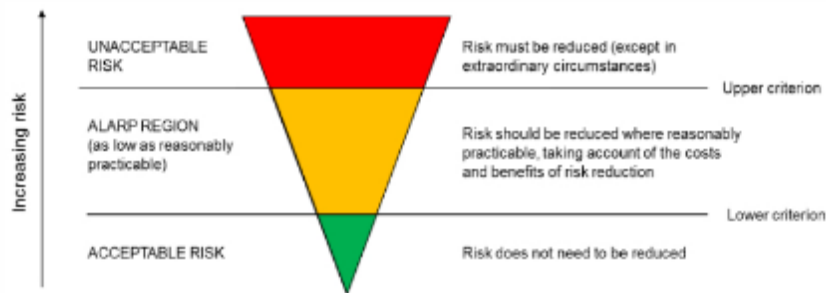 Increasing risk
UNACCEPTABLE
RISK
Risk must be reduced (except in
extraordinary circumstances)
Upper criterion
ALARP REGION
(as low as reasonably
practicable)
Risk should be reduced where reasonably
practicable, taking account of the costs
and benefits of risk reduction
Lower criterion
ACCEPTABLE RISK
Risk does not need to be reduced